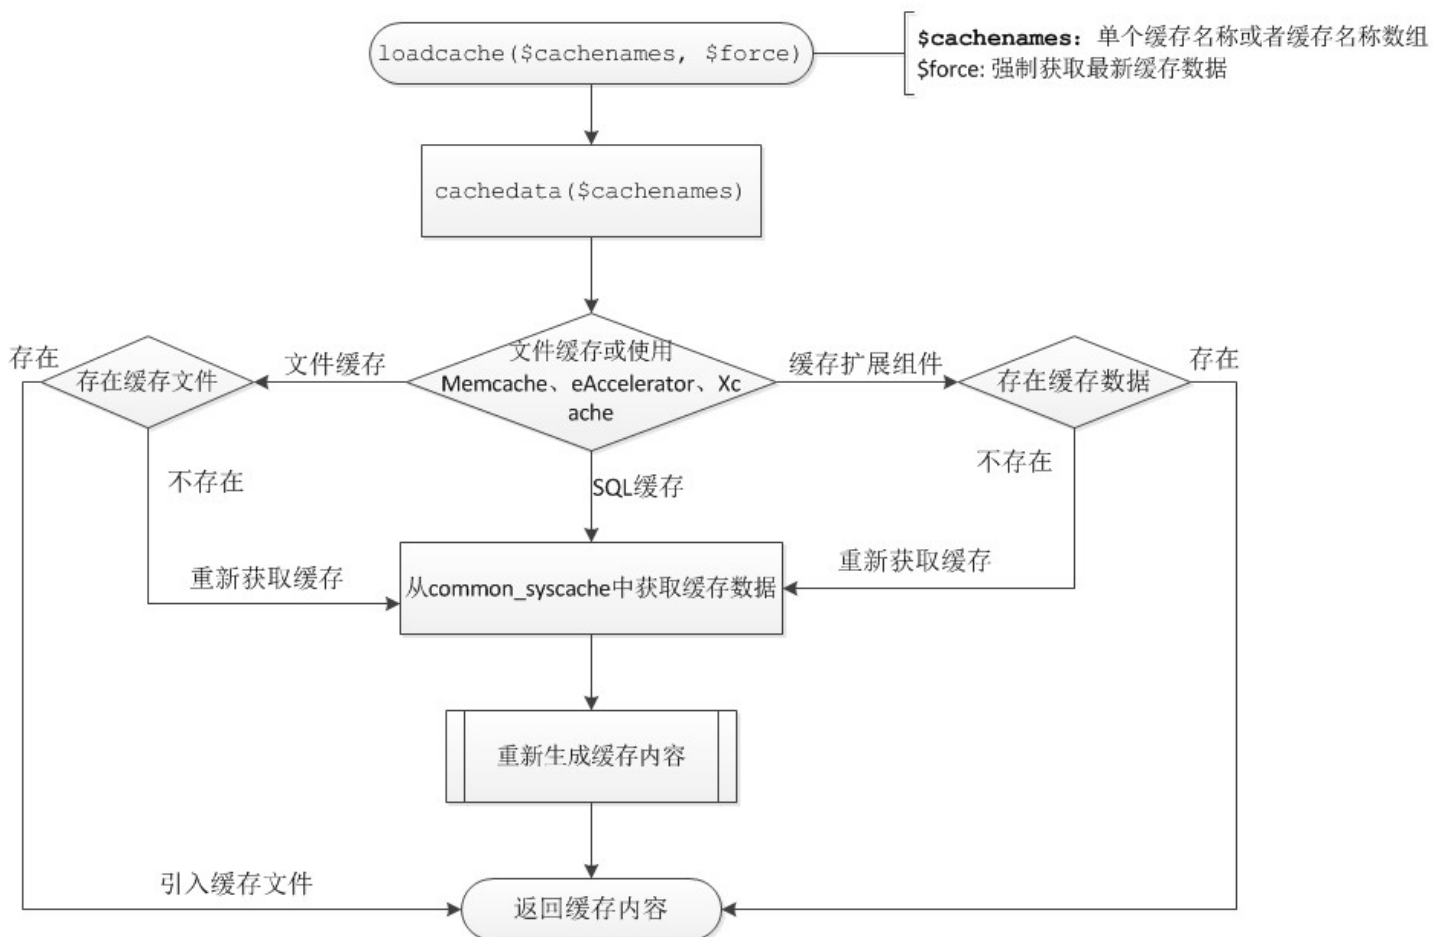 loadcache($cachenames, $force)
$cachenames: 单个缓存名称或者缓存名称数组
$force: 强制获取最新缓存数据
cachedata($cachenames)
存在
存在缓存文件
文件缓存
文件缓存或使用
Memcache、eAccelerator、Xc
ache
缓存扩展组件
存在缓存数据
存在
不存在
SQL缓存
不存在
重新获取缓存
从common_syscache中获取缓存数据
重新获取缓存
重新生成缓存内容
引入缓存文件
返回缓存内容